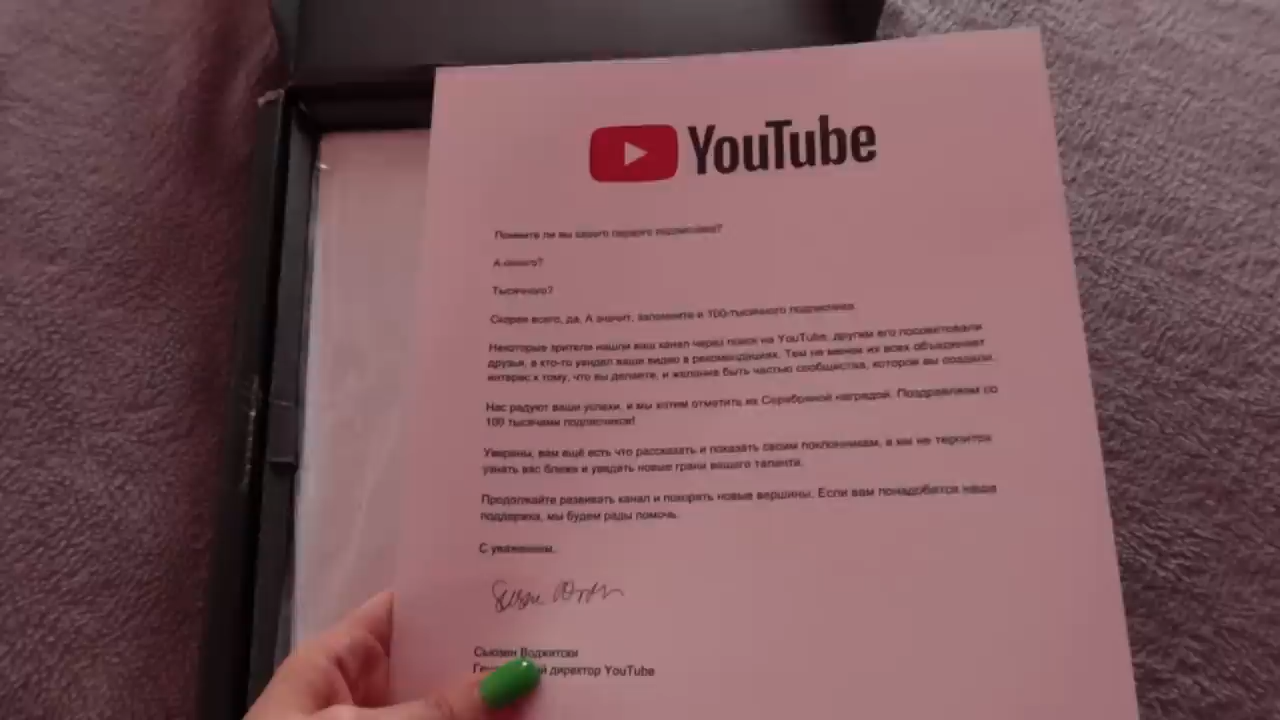 YouTube
Помните ли вы своего первого подписчика?
А сотого?
Тысячного?
Скорее всего, да. А значит, запомните и 100-тысячного подписчика.
Некоторые зрители нашли ваш канал через поиск на YouTube, другим его посоветовали
друзья, а кто-то увидел ваши видео в рекомендациях. Тем не менее их всех объединяет
интерес к тому, что вы делаете, и желание быть частью сообщества, которое вы создали.
Нас радуют ваши успехи, и мы хотим отметить их Серебряной наградой. Поздравляем со
100 тысячами подписчиков!
Уверены, вам ещё есть что рассказать и показать своим поклонникам, а нам не терпится
узнать вас ближе и увидеть новые грани вашего таланта.
Продолжайте развивать канал и покорять новые вершины. Если вам понадобится наша
поддержка, мы будем рады помочь.
С уважением,
Сьюзен Воджитски
директор YouTube